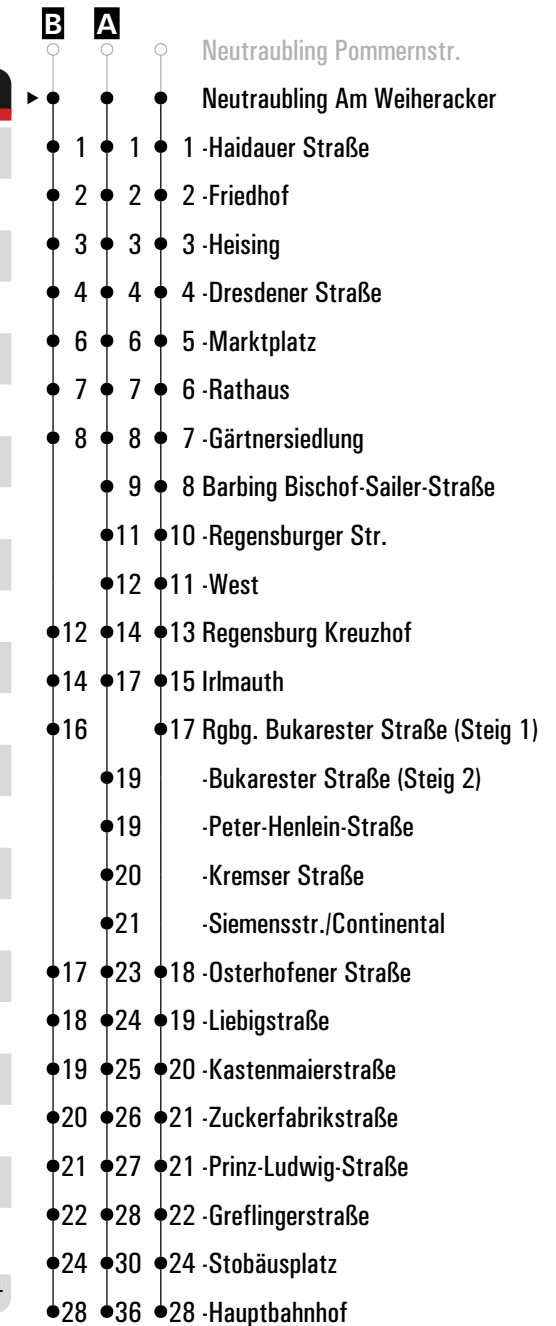 B A
Neutraubling Pommernstr.
Neutraubling Am Weiheracker
1 1 1 -Haidauer Straße
2 2 2 -Friedhof
3 3 3 -Heising
4 4 4 -Dresdener Straße
6 6 5 -Marktplatz
7 7 6 -Rathaus
8 8 7 -Gärtnersiedlung
9 8 Barbing Bischof-Sailer-Straße
11 10 -Regensburger Str.
12 11 -West
12 14 13 Regensburg Kreuzhof
14 17 15 Irlmauth
16 17 Rgbg. Bukarester Straße (Steig 1)
19 -Bukarester Straße (Steig 2)
19 -Peter-Henlein-Straße
20 -Kremser Straße
21 -Siemensstr./Continental
17 23 18 -Osterhofener Straße
18 24 19 -Liebigstraße
19 25 20 -Kastenmaierstraße
20 26 21 -Zuckerfabrikstraße
21 27 21 -Prinz-Ludwig-Straße
22 28 22 -Greflingerstraße
24 30 24 -Stobäusplatz
28 36 28 -Hauptbahnhof